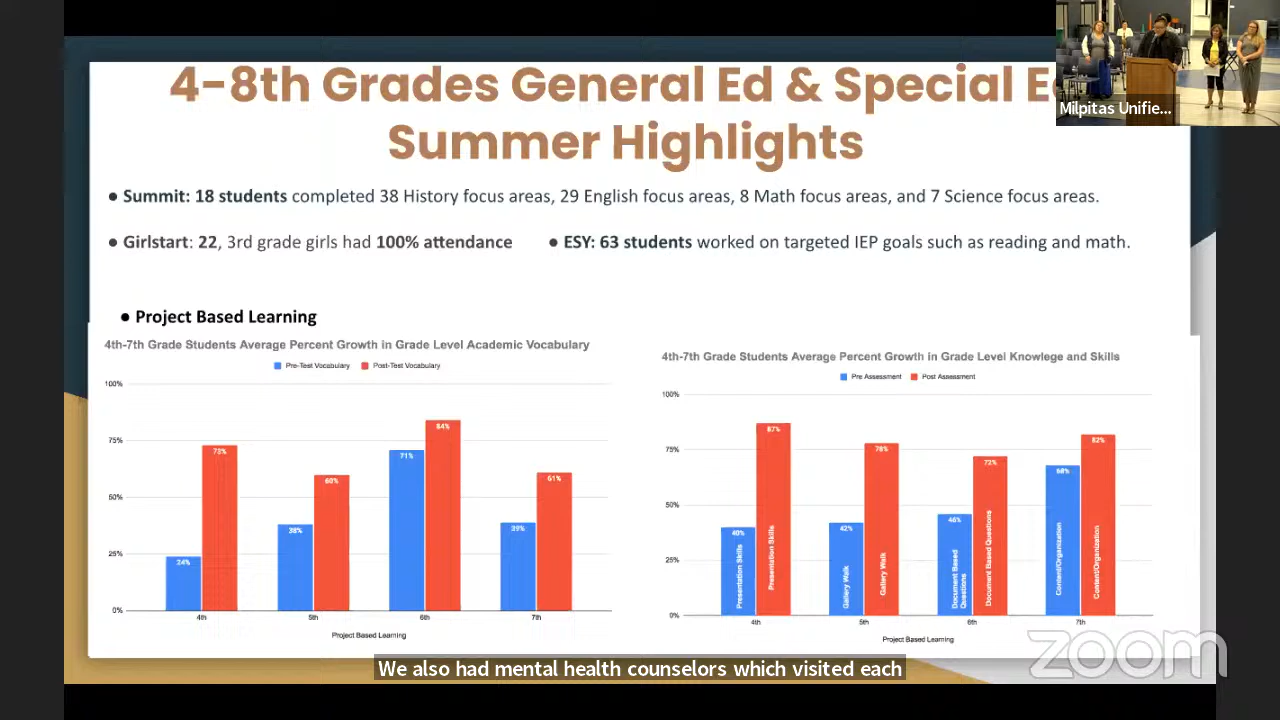 4-8th Grades General Ed & Special E
Summer Highlights
Milpitas Unifie...
● Summit: 18 students completed 38 History focus areas, 29 English focus areas, 8 Math focus areas, and 7 Science focus areas.
● Girlstart: 22, 3rd grade girls had 100% attendance
● ESY: 63 students worked on targeted IEP goals such as reading and math.
● Project Based Learning
4th-7th Grade Students Average Percent Growth in Grade Level Academic Vocabulary
Pre-Test Vocabulary Post-Test Vocabulary
100%
75%
50%
25%
0%
24% 72% 38% 60% 71% 84% 39% 61%
4th 5th 6th 7th
Project Based Learning
4th-7th Grade Students Average Percent Growth in Grade Level Knowlege and Skills
Pre Assessment Post Assessment
100%
75%
50%
25%
0%
40% 87% 42% 78% 46% 72% 68% 82%
Presentation Skills
Presentation Skills
Gallery Walk
Gallery Walk
Document Based
Questions
Document Based Questions
Content/Organization
Content/Organization
4th 5th 6th 7th
Project Based Learning
zoom
We also had mental health counselors which visited each